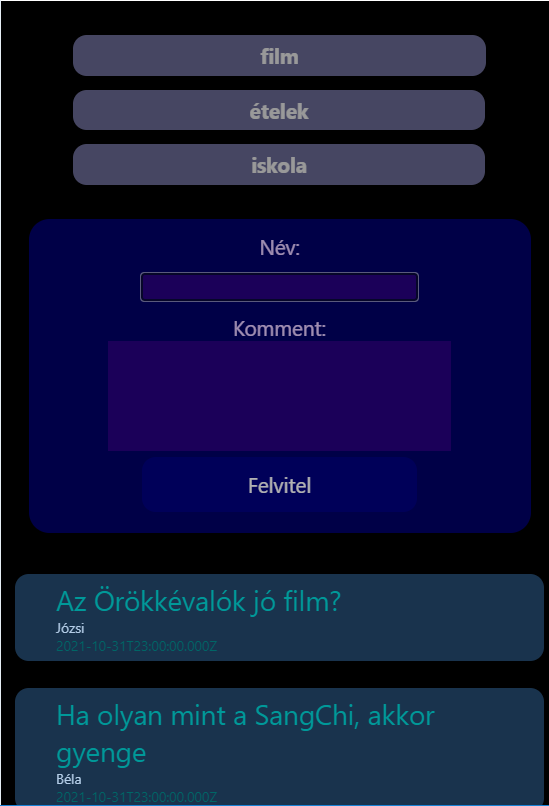 film
ételek
iskola
Név:
Komment:
Felvitel
Az Örökkévalók jó film?
Józsi
2021-10-31T23:00:00.000Z
Ha olyan mint a SangChi, akkor
gyenge
Béla
2021-10-31T23:00:00.000Z